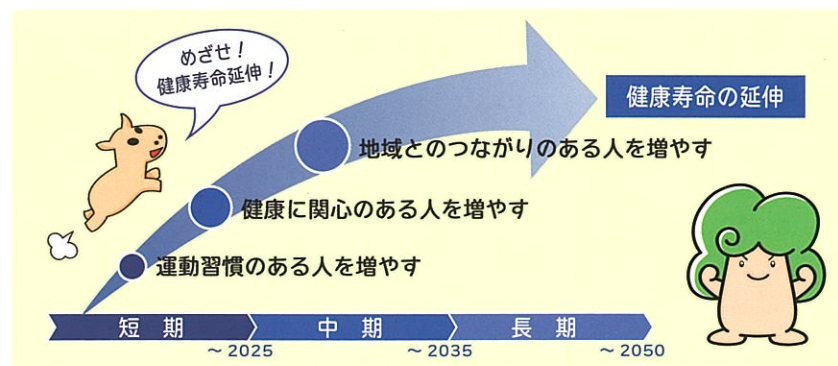 めざせ！
健康寿命延伸！
健康寿命の延伸
地域とのつながりのある人を増やす
健康に関心のある人を増やす
運動習慣のある人を増やす
短期 中期 長期
～2025 ～2035 ～2050